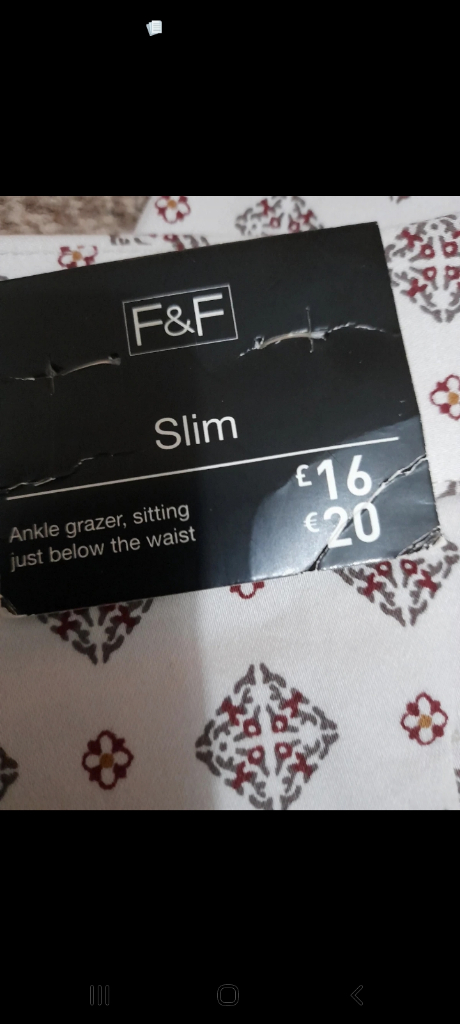 F&F
Slim
£16
€20
Ankle grazer, sitting
just below the waist